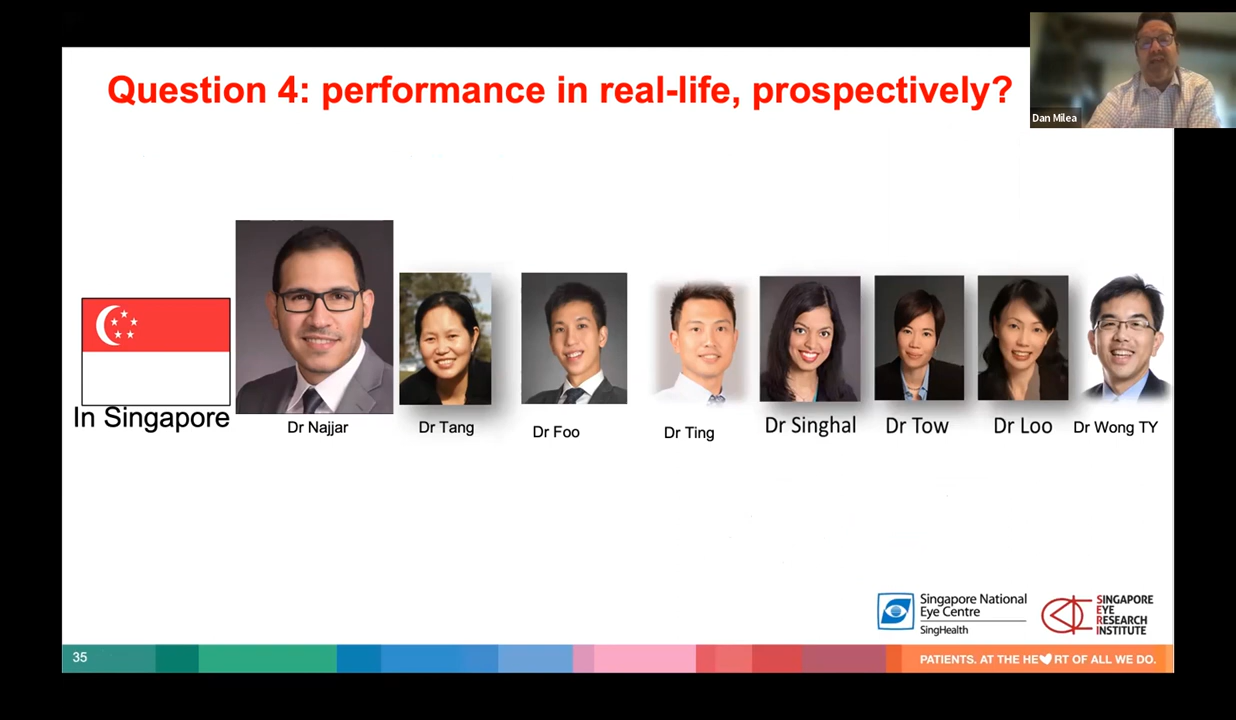 Question 4: performance in real-life, prospectively?
Dan Milea
In Singapore
Dr Najjar
Dr Tang
Dr Foo
Dr Ting
Dr Singhal
Dr Tow
Dr Loo
Dr Wong TY
Singapore National
Eye Centre
SingHealth
SINGAPORE
EYE
RESEARCH
INSTITUTE
35
PATIENTS. AT THE HE♥RT OF ALL WE DO.